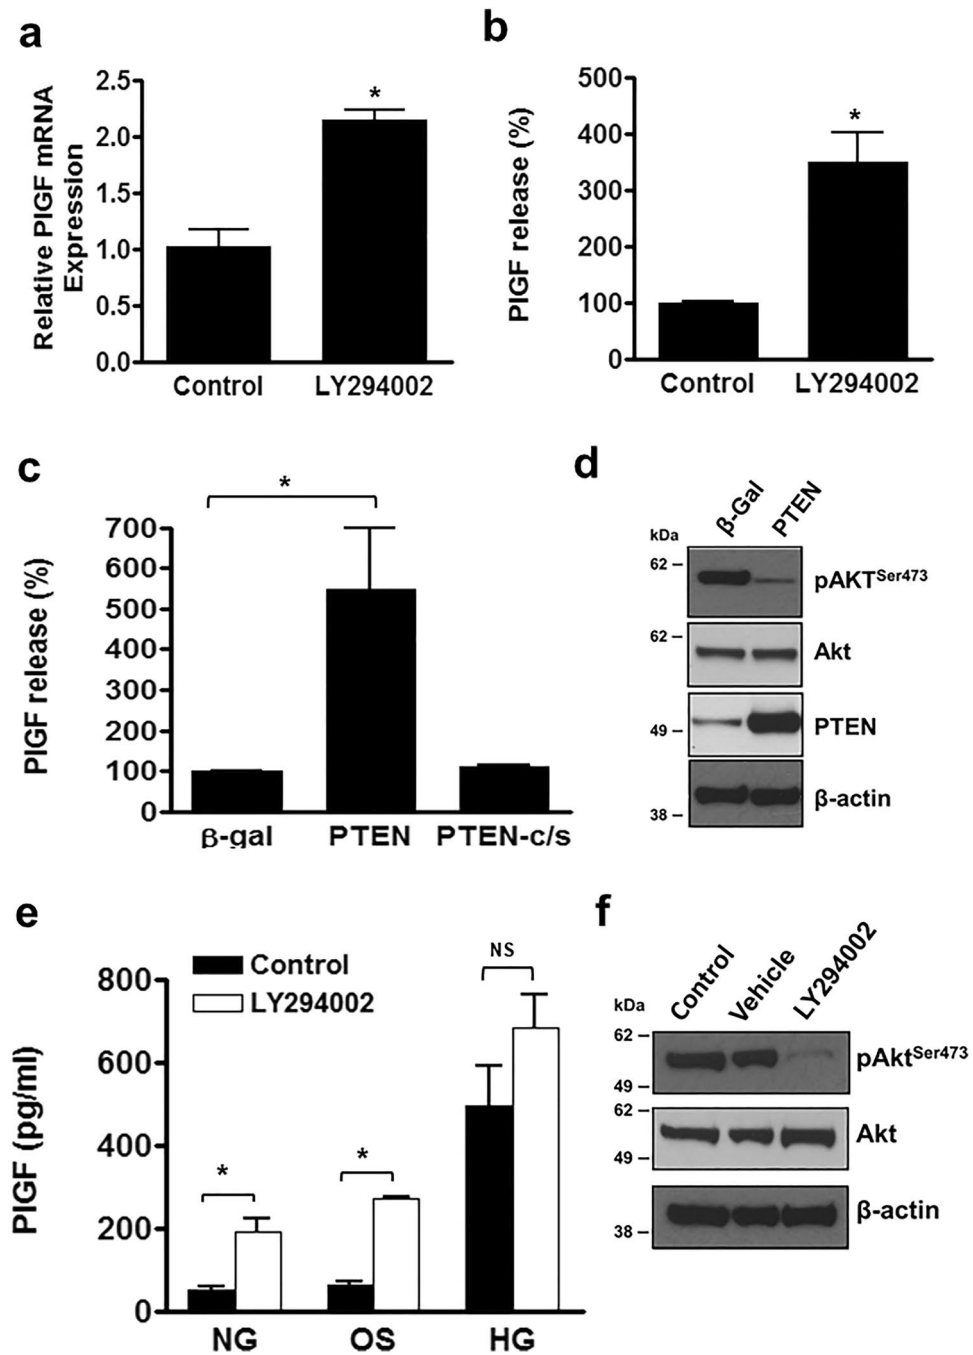 a
Relative PlGF mRNA
Expression
2.5
2.0
1.5
1.0
0.5
0.0
*
Control
LY294002
b
PlGF release (%)
500
400
300
200
100
0
*
Control
LY294002
c
PlGF release (%)
700
600
500
400
300
200
100
0
*
β-gal
PTEN
PTEN-c/s
d
β-Gal
PTEN
kDa
62
pAKTSer473
62
Akt
49
PTEN
38
β-actin
e
PlGF (pg/ml)
Control
LY294002
800
600
400
200
0
*
*
NS
NG
OS
HG
f
Control
Vehicle
LY294002
kDa
62
pAktSer473
49
62
Akt
49
β-actin
38